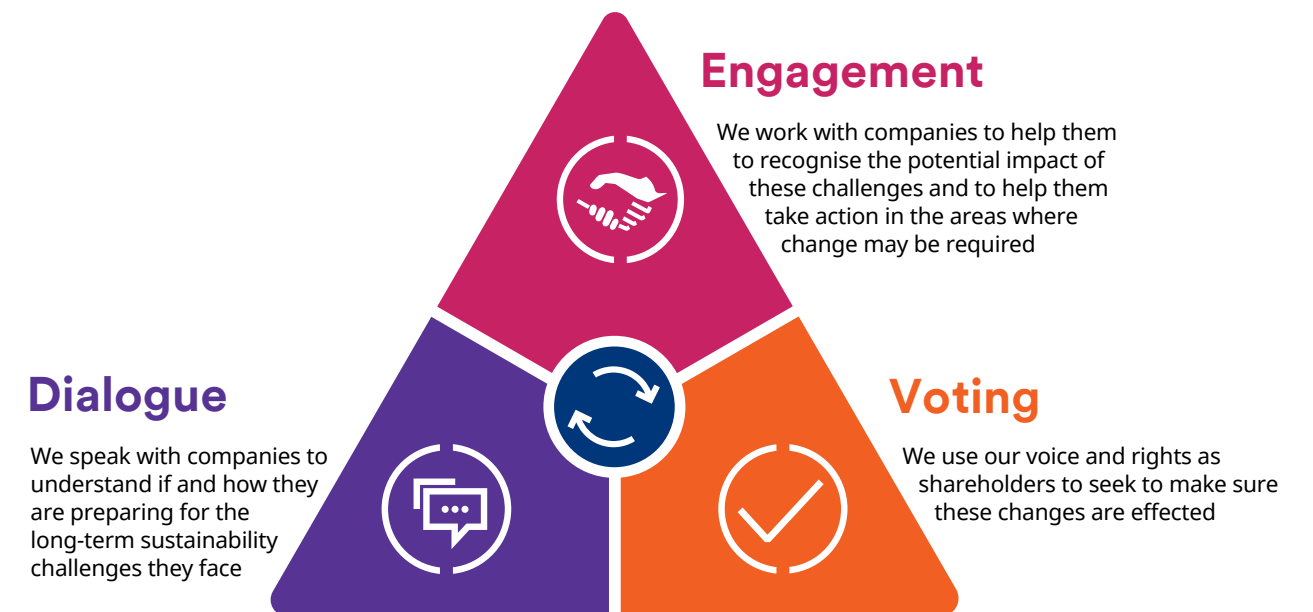 Engagement
We work with companies to help them
to recognise the potential impact of
these challenges and to help them
take action in the areas where
change may be required
Dialogue
We speak with companies to
understand if and how they
are preparing for the
long-term sustainability
challenges they face
Voting
We use our voice and rights as
shareholders to seek to make sure
these changes are effected